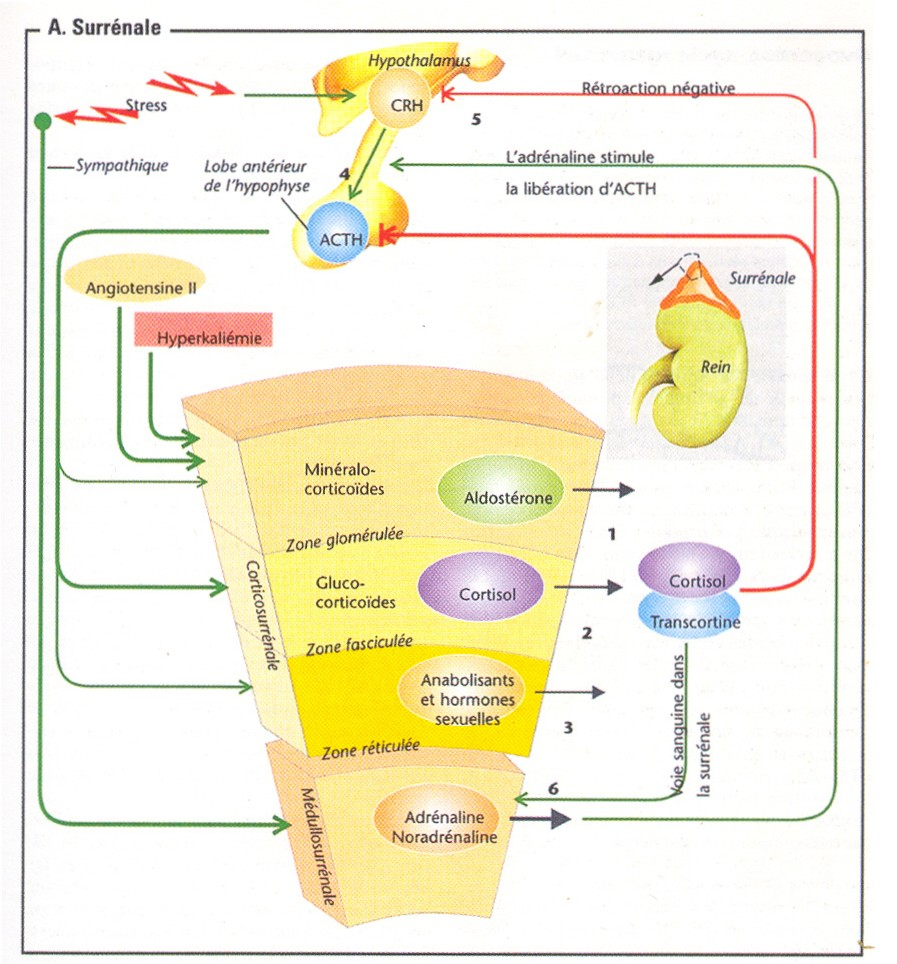 A. Surrénale
Hypothalamus
Stress
CRH
Rétroaction négative
5
Sympathique
Lobe antérieur
de l'hypophyse
4
L'adrénaline stimule
la libération d'ACTH
ACTH
Angiotensine II
Surrénale
Hyperkaliémie
Rein
Minéralo-
corticoïdes
Aldostérone
1
Zone glomérulée
Corticosurrénale
Gluco-
corticoïdes
Cortisol
Cortisol
Transcortine
2
Zone fasciculée
Anabolisants
et hormones
sexuelles
3
Voie sanguine dans
la surrénale
Zone réticulée
6
Médullosurrénale
Adrénaline
Noradrénaline